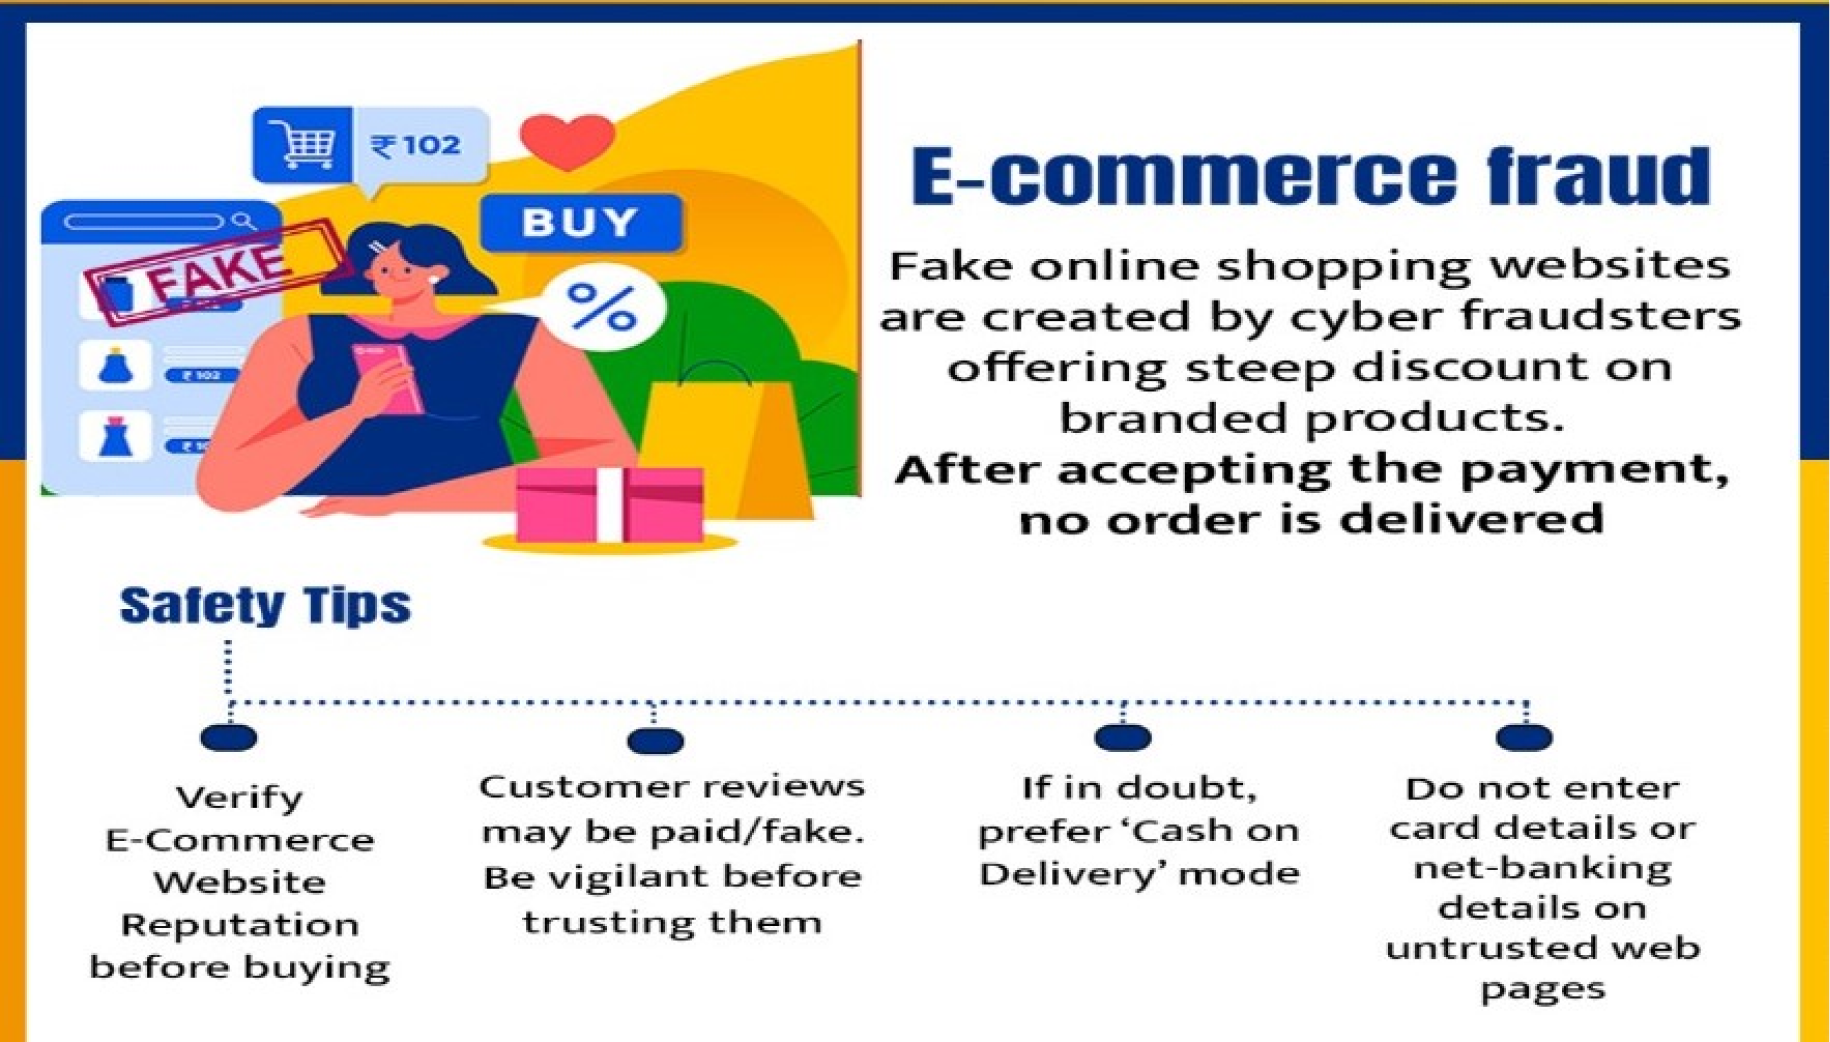 ₹ 102
BUY
FAKE
%
₹ 102
E-commerce fraud
Fake online shopping websites
are created by cyber fraudsters
offering steep discount on
branded products.
After accepting the payment,
no order is delivered
Safety Tips
Verify
E-Commerce
Website
Reputation
before buying
Customer reviews
may be paid/fake.
Be vigilant before
trusting them
If in doubt,
prefer ‘Cash on
Delivery’ mode
Do not enter
card details or
net-banking
details on
untrusted web
pages